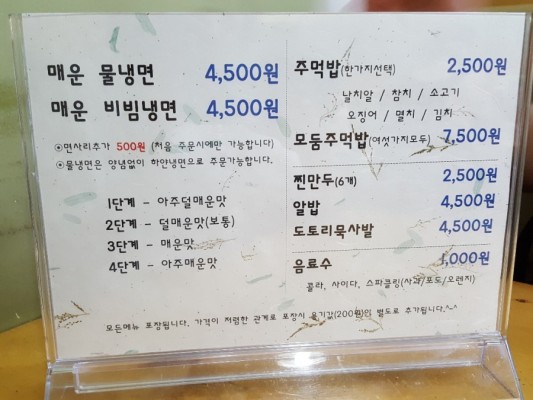 매운 물냉면 4,500원
매운 비빔냉면 4,500원
◎면사리추가 500원 (처음 주문시에만 가능합니다)
◎물냉면은 양념없이 하얀냉면으로 주문가능합니다.
1단계 - 아주덜매운맛
2단계 - 덜매운맛(보통)
3단계 - 매운맛
4단계 - 아주매운맛
주먹밥(한가지선택) 2,500원
날치알 / 참치 / 소고기
오징어 / 멸치 / 김치
모둠주먹밥(여섯가지모두) 7,500원
찐만두(6개) 2,500원
알밥 4,500원
도토리묵사발 4,500원
음료수 1,000원
콜라, 사이다, 스파클링(사과/포도/오렌지)
모든메뉴 포장됩니다. 가격이 저렴한 관계로 포장시 용기값(200원)이 별도로 추가됩니다.^-^